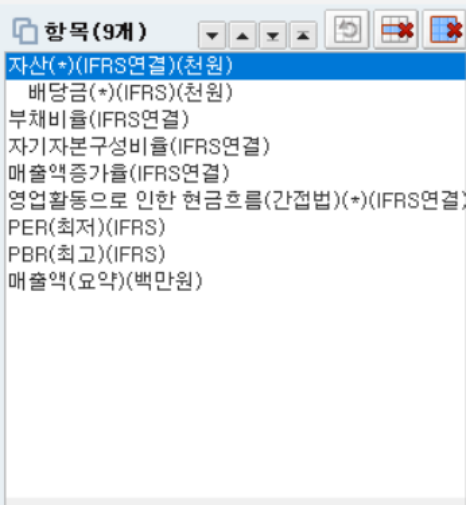 항목(9개)
자산(*)(IFRS연결)(천원)
배당금(*)(IFRS)(천원)
부채비율(IFRS연결)
자기자본구성비율(IFRS연결)
매출액증가율(IFRS연결)
영업활동으로 인한 현금흐름(간접법)(*)(IFRS연결)
PER(최저)(IFRS)
PBR(최고)(IFRS)
매출액(요약)(백만원)